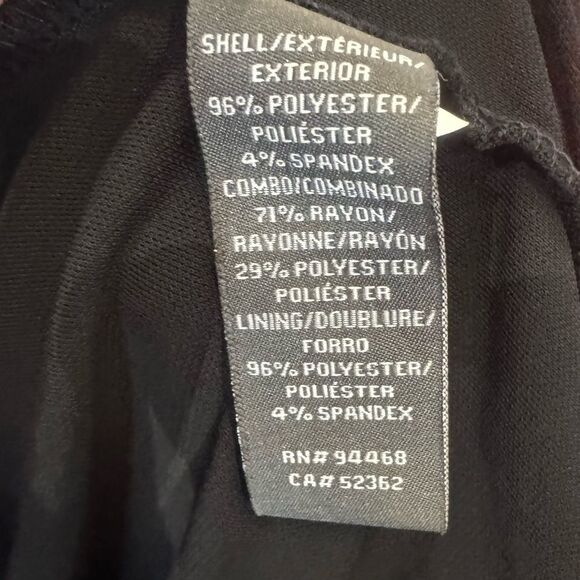 SHELL/EXTÉRIEUR/
EXTERIOR
96% POLYESTER/
POLIÉSTER
4% SPANDEX
COMBO/COMBINADO
71% RAYON/
RAYONNE/RAYÓN
29% POLYESTER/
POLIÉSTER
LINING/DOUBLURE/
FORRO
96% POLYESTER/
POLIÉSTER
4% SPANDEX
RN# 94468
CA# 52362